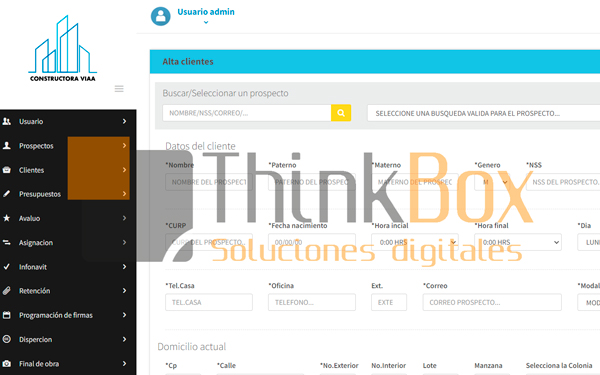 Usuario admin
CONSTRUCTORA VIAA
Usuario
Prospectos
Clientes
Presupuestos
Avaluo
Asignacion
Infonavit
Retención
Programación de firmas
Dispercion
Final de obra
Alta clientes
Buscar/Seleccionar un prospecto
NOMBRE/NSS/CORREO/...
SELECCIONE UNA BUSQUEDA VALIDA PARA EL PROSPECTO...
Datos del cliente
*Nombre *Paterno *Materno *Genero *NSS
NOMBRE DEL PROSPECT PATERNO DEL PROSPEC MATERNO DEL PROSPEC M NSS DEL PROSPECTO...
ThinkBox
Soluciones digitales
*CURP *Fecha nacimiento *Hora incial *Hora final *Dia
CURP DEL PROSPECTO... 00/00/00 0:00 HRS 0:00 HRS LUNE
*Tel.Casa *Oficina Ext. *Correo *Modal
TEL.CASA TELEFONO... EXTE CORREO PROSPECTO... MOD
Domicilio actual
*Cp *Calle *No.Exterior No.Interior Lote Manzana Selecciona la Colonia